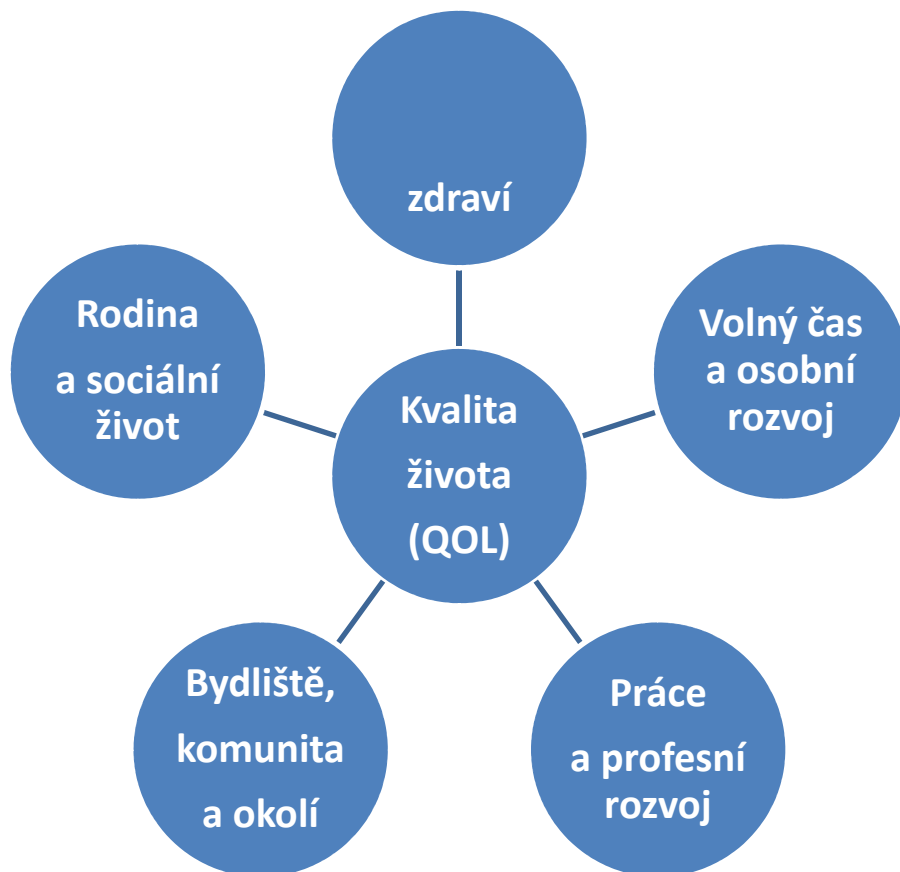 zdraví
Rodina
a sociální
život
Volný čas
a osobní
rozvoj
Kvalita
života
(QOL)
Bydliště,
komunita
a okolí
Práce
a profesní
rozvoj